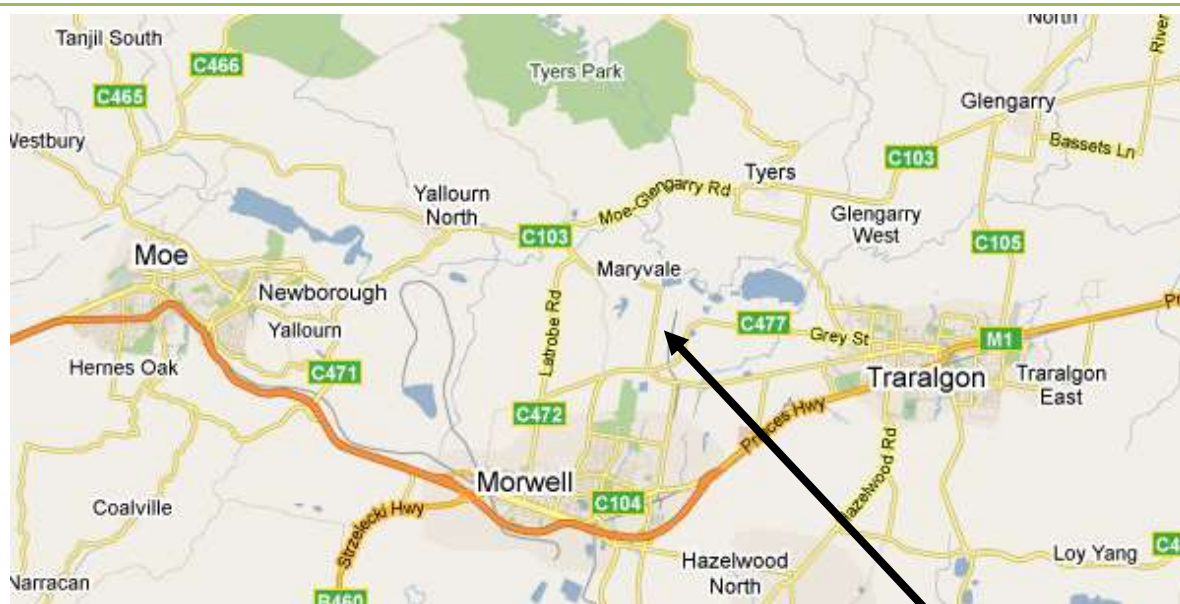 North
Tanjil South
River
C466
Tyers Park
C465
Glengarry
Westbury
Bassets Ln
C103
Tyers
Yallourn
North
Moe-Glengarry Rd
Glengarry
West
C103
C105
Moe
Maryvale
Newborough
Latrobe Rd
C477
Grey St
M1
Yallourn
Hernes Oak
C471
Traralgon
Traralgon
East
C472
Princes Hwy
Hazelwood Rd
Morwell
C104
Coalville
Strzelecki Hwy
Loy Yang
Hazelwood
North
Narracan
B460